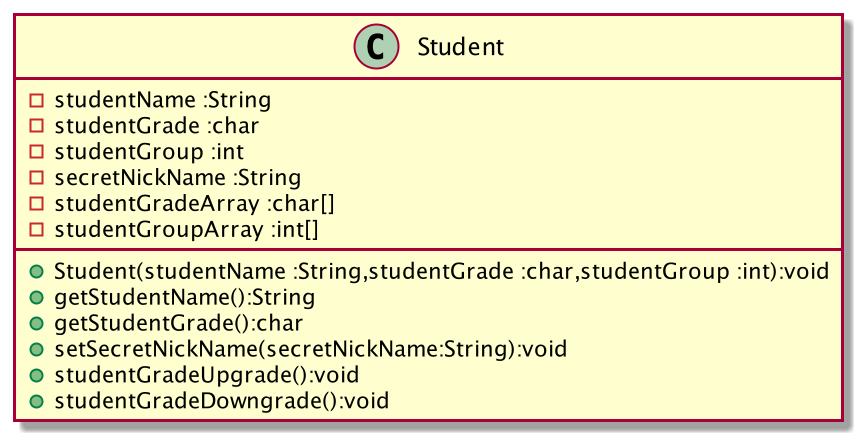 C Student
studentName :String
studentGrade :char
studentGroup :int
secretNickName :String
studentGradeArray :char[]
studentGroupArray :int[]
Student(studentName :String,studentGrade :char,studentGroup :int):void
getStudentName():String
getStudentGrade():char
setSecretNickName(secretNickName:String):void
studentGradeUpgrade():void
studentGradeDowngrade():void